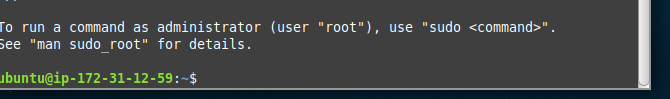 To run a command as administrator (user "root"), use "sudo <command>".
See "man sudo_root" for details.
ubuntu@ip-172-31-12-59:~$